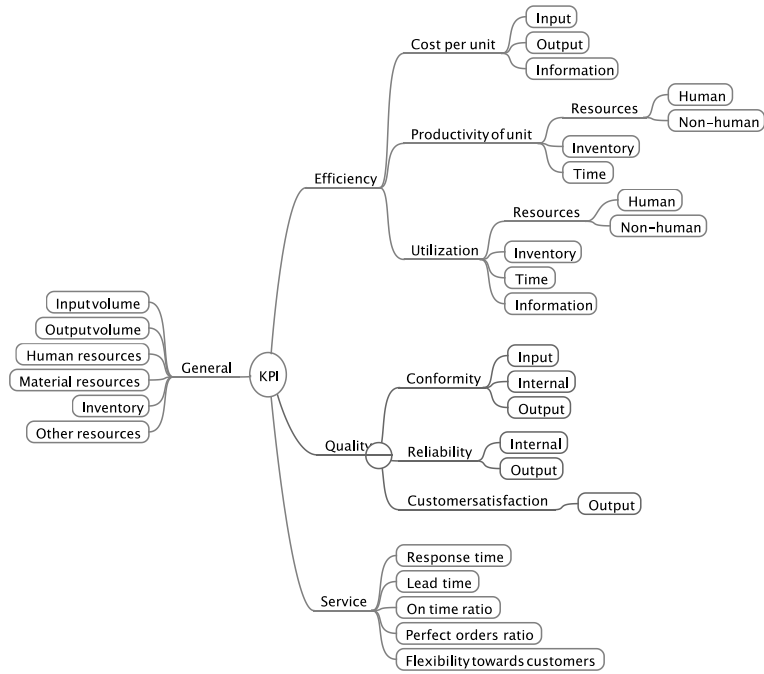 Input
Cost per unit
Output
Information
Human
Resources
Non-human
Productivity of unit
Inventory
Time
Efficiency
Human
Resources
Non-human
Utilization
Inventory
Time
Information
Input volume
Output volume
Human resources
General
Material resources
Inventory
Other resources
KPI
Input
Conformity
Internal
Output
Quality
Internal
Reliability
Output
Customersatisfaction
Output
Response time
Lead time
Service
On time ratio
Perfect orders ratio
Flexibility towards customers